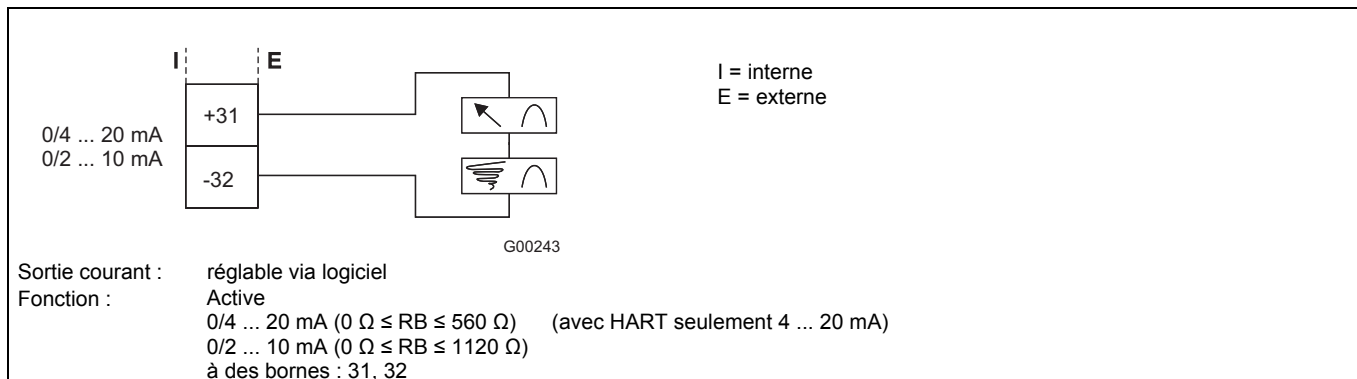 I E
I = interne
E = externe
+31
0/4 ... 20 mA
0/2 ... 10 mA
-32
G00243
Sortie courant : réglable via logiciel
Fonction : Active
0/4 ... 20 mA (0 Ω ≤ RB ≤ 560 Ω) (avec HART seulement 4 ... 20 mA)
0/2 ... 10 mA (0 Ω ≤ RB ≤ 1120 Ω)
à des bornes : 31, 32